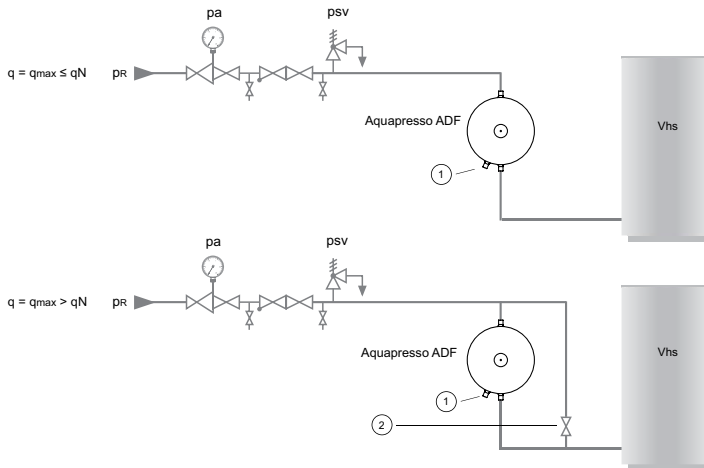 pa
psv
q = qmax ≤ qN
pR
Aquapresso ADF
Vhs
1
pa
psv
q = qmax > qN
pR
Aquapresso ADF
Vhs
1
2